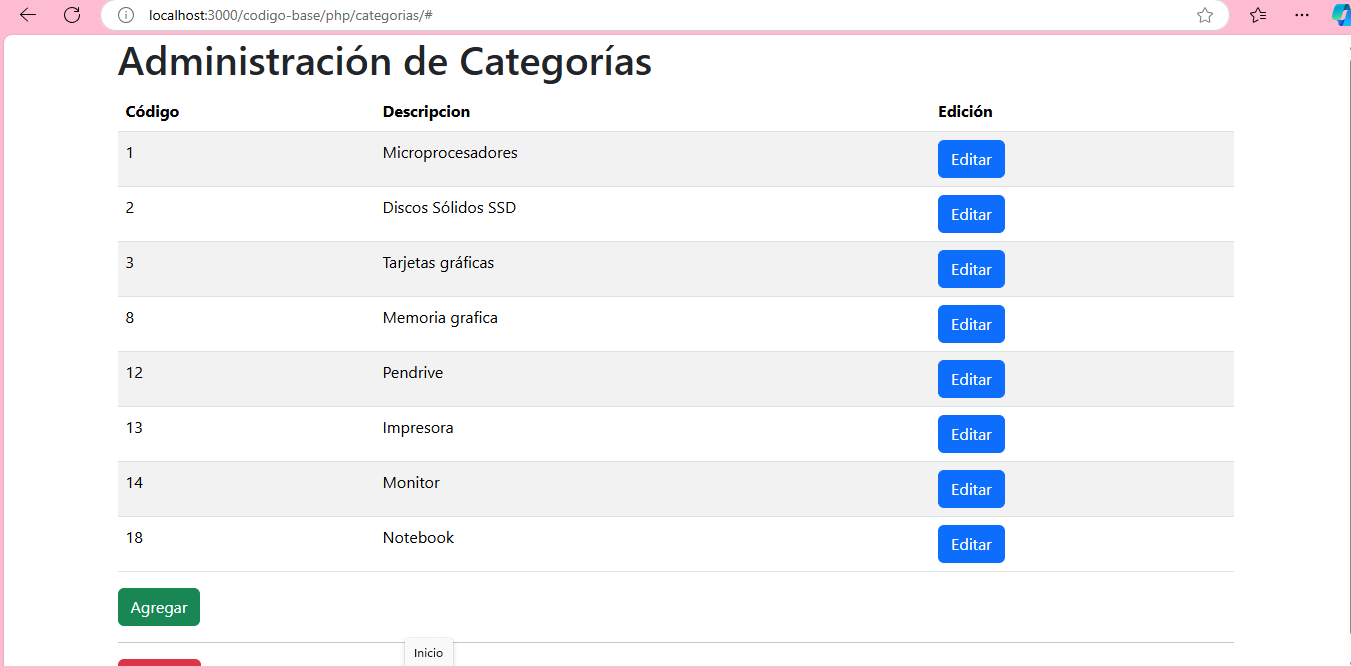 localhost:3000/codigo-base/php/categorias/#
Administración de Categorías
Código Descripcion Edición
1 Microprocesadores Editar
2 Discos Sólidos SSD Editar
3 Tarjetas gráficas Editar
8 Memoria grafica Editar
12 Pendrive Editar
13 Impresora Editar
14 Monitor Editar
18 Notebook Editar
Agregar
Inicio